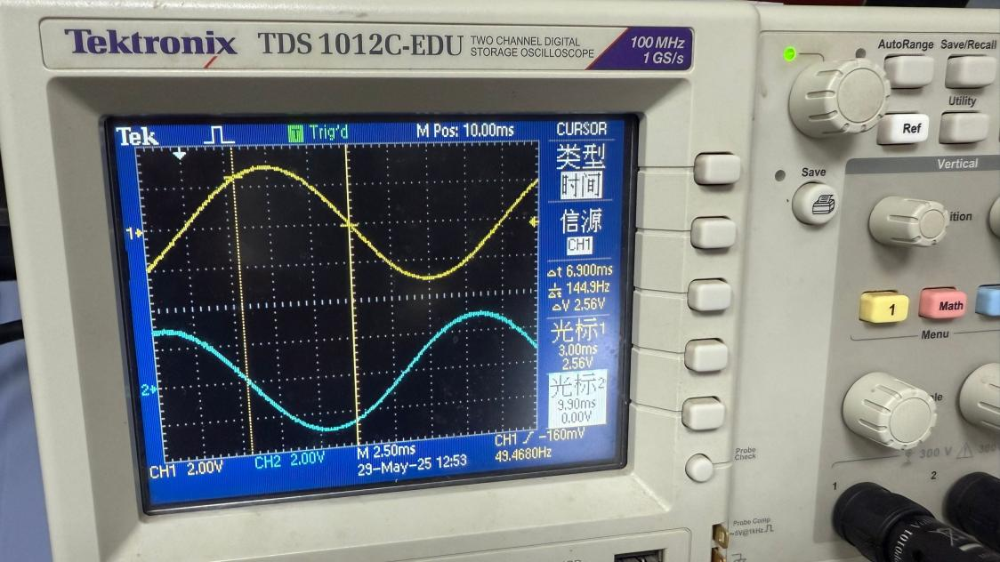 Tektronix TDS 1012C-EDU TWO CHANNEL DIGITAL STORAGE OSCILLOSCOPE
100 MHz
1 GS/s
Tek T Trig'd M Pos: 10.00ms CURSOR
类型
时间
信源
CH1
Δt 6.900ms
1/Δt 144.9Hz
ΔV 2.56V
光标1
3.00ms
2.56V
光标2
9.90ms
0.00V
1
2
CH1 2.00V CH2 2.00V M 2.50ms CH1 / -160mV
29-May-25 12:53 49.4680Hz
AutoRange Save/Recall
Utility
Ref
Save
Vertical
ition
1 Math
Menu
le
300 V
Probe
Check
1 2
Probe Comp
~5V@1kHz